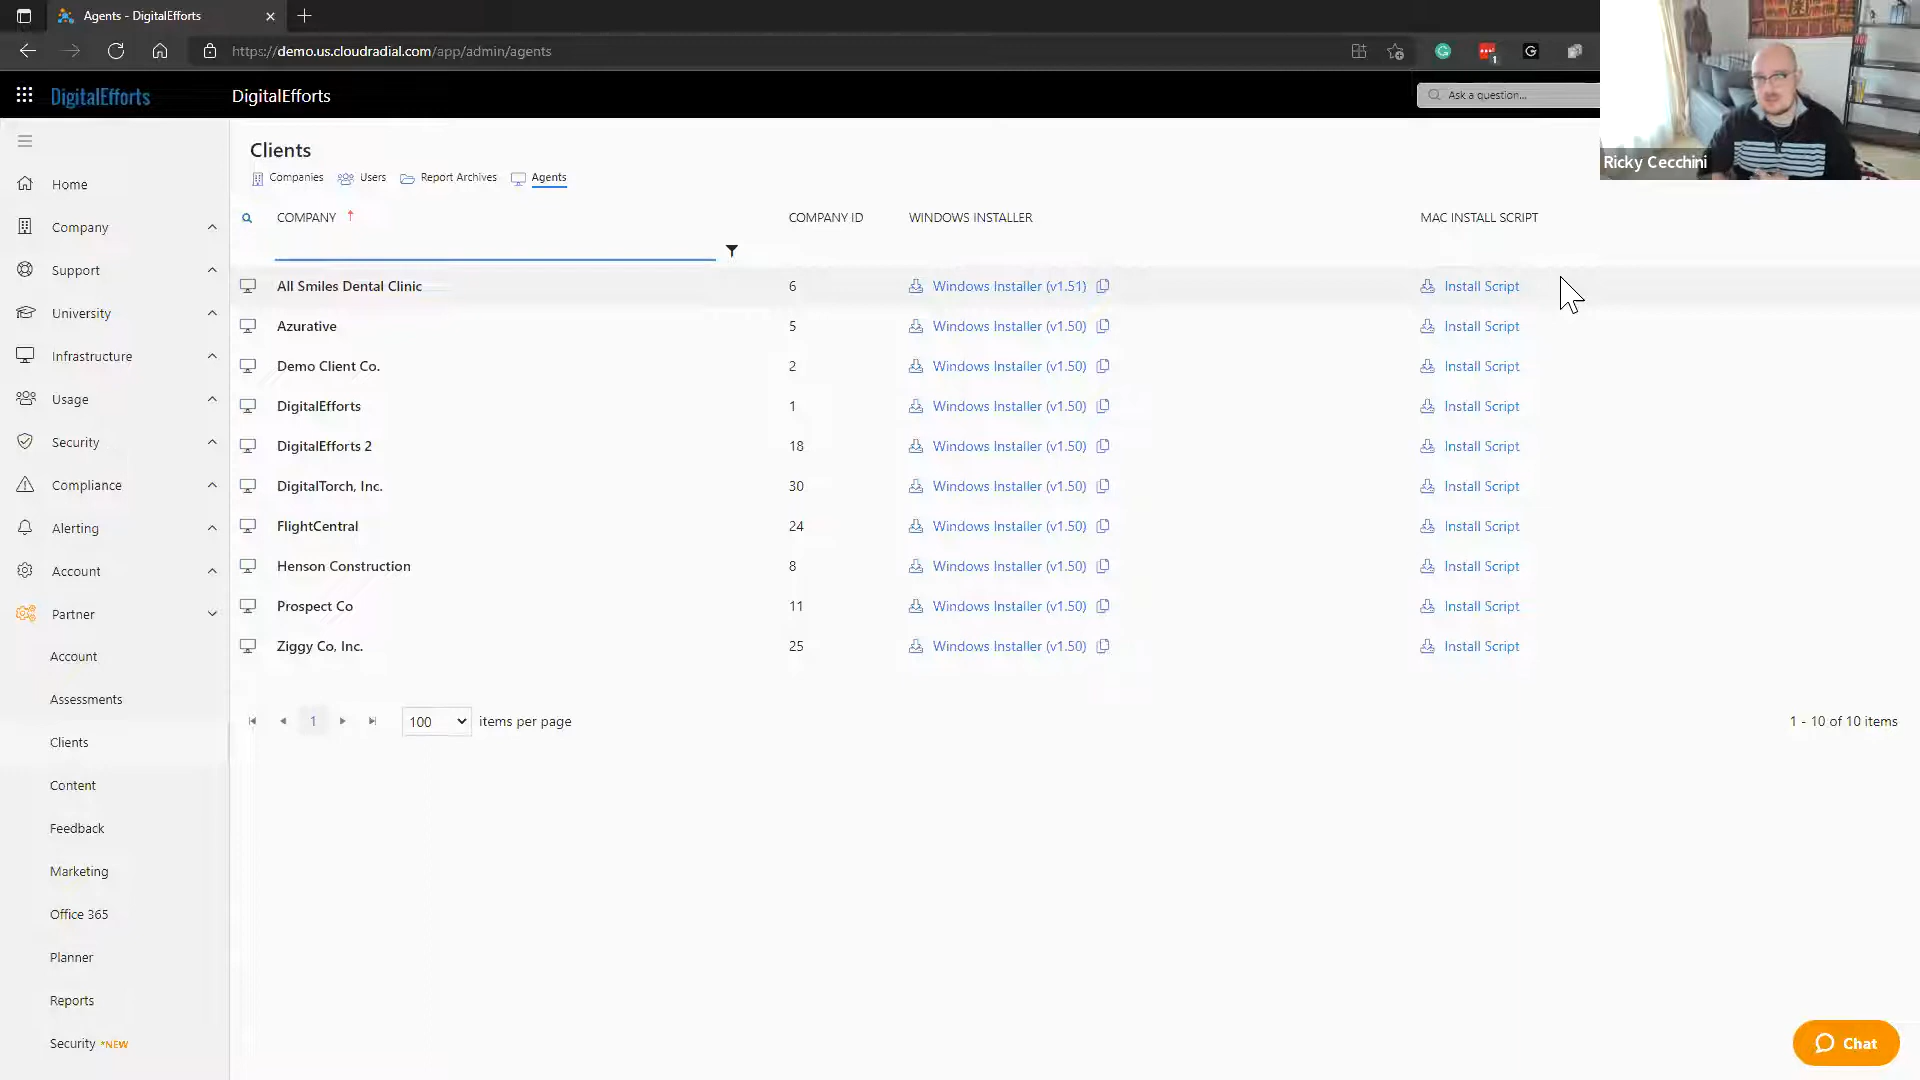 Agents - DigitalEfforts
https://demo.us.cloudradial.com/app/admin/agents
1
DigitalEfforts
DigitalEfforts
Ask a question...
Ricky Cecchini
Home
Company
Support
University
Infrastructure
Usage
Security
Compliance
Alerting
Account
Partner
Account
Assessments
Clients
Content
Feedback
Marketing
Office 365
Planner
Reports
Security *NEW
Clients
Companies Users Report Archives Agents
COMPANY COMPANY ID WINDOWS INSTALLER MAC INSTALL SCRIPT
All Smiles Dental Clinic 6 Windows Installer (v1.51) Install Script
Azurative 5 Windows Installer (v1.50) Install Script
Demo Client Co. 2 Windows Installer (v1.50) Install Script
DigitalEfforts 1 Windows Installer (v1.50) Install Script
DigitalEfforts 2 18 Windows Installer (v1.50) Install Script
DigitalTorch, Inc. 30 Windows Installer (v1.50) Install Script
FlightCentral 24 Windows Installer (v1.50) Install Script
Henson Construction 8 Windows Installer (v1.50) Install Script
Prospect Co 11 Windows Installer (v1.50) Install Script
Ziggy Co, Inc. 25 Windows Installer (v1.50) Install Script
1 100 items per page 1 - 10 of 10 items
Chat